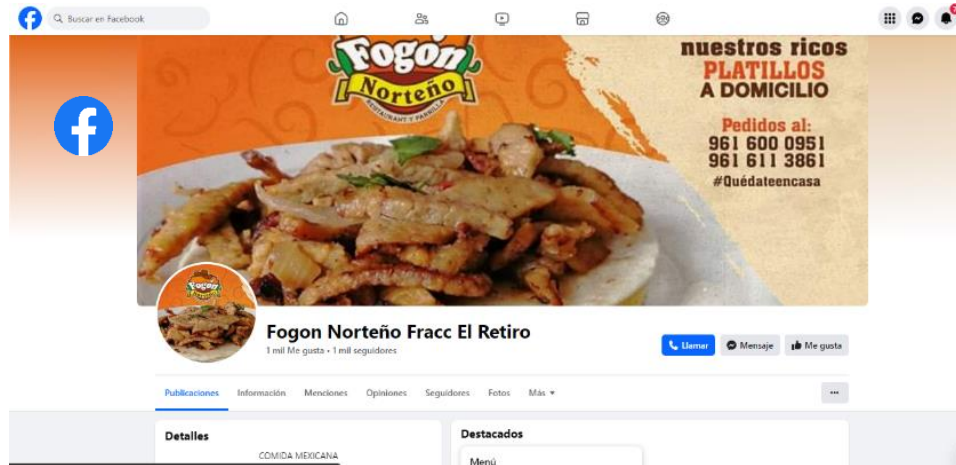 Buscar en Facebook
Fogón
Norteño
RESTAURANT Y PARRILLA
nuestros ricos
PLATILLOS
A DOMICILIO
Pedidos al:
961 600 0951
961 611 3861
#Quédateencasa
Fogón
Fogon Norteño Fracc El Retiro
1 mil Me gusta • 1 mil seguidores
Llamar Mensaje Me gusta
Publicaciones Información Menciones Opiniones Seguidores Fotos Más
Detalles
COMIDA MEXICANA
Destacados
Menú